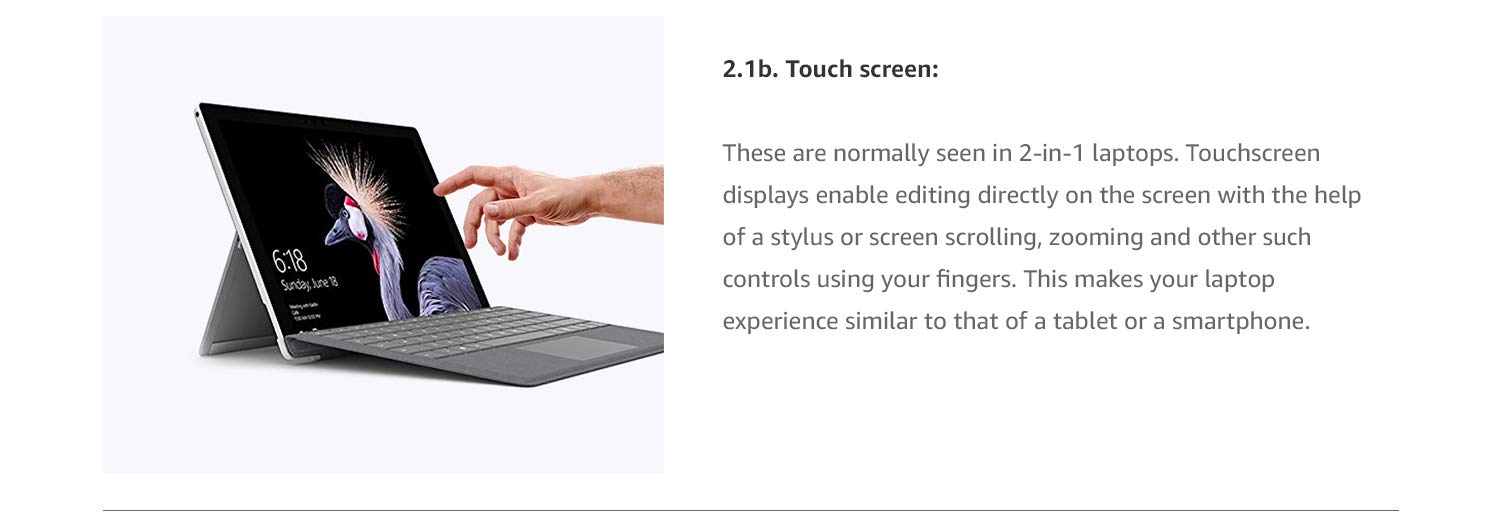 2.1b. Touch screen:
These are normally seen in 2-in-1 laptops. Touchscreen
displays enable editing directly on the screen with the help
of a stylus or screen scrolling, zooming and other such
controls using your fingers. This makes your laptop
experience similar to that of a tablet or a smartphone.
6:18
Sunday, June 18